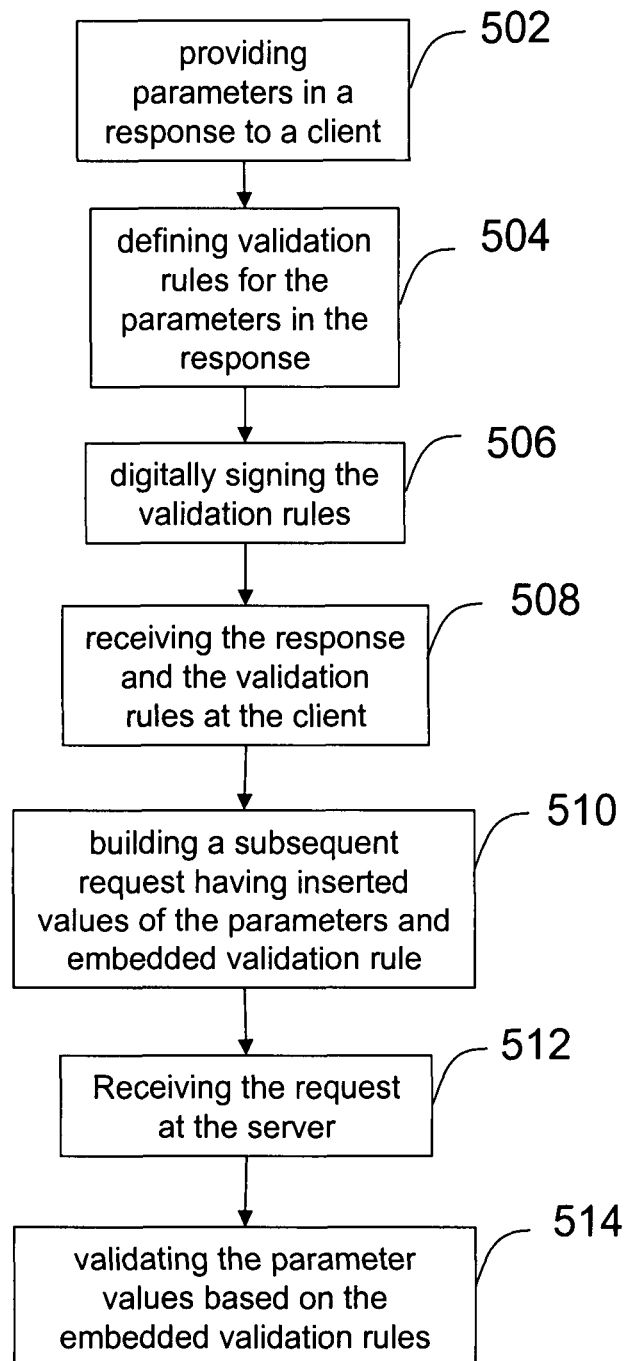 502
providing
parameters in a
response to a client
504
defining validation
rules for the
parameters in the
response
506
digitally signing the
validation rules
508
receiving the response
and the validation
rules at the client
510
building a subsequent
request having inserted
values of the parameters and
embedded validation rule
512
Receiving the request
at the server
514
validating the parameter
values based on the
embedded validation rules